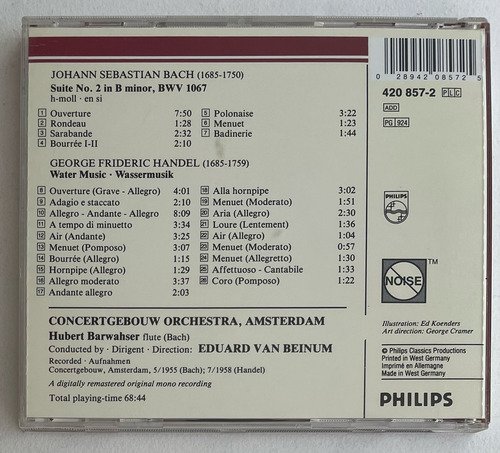 JOHANN SEBASTIAN BACH (1685-1750)
Suite No. 2 in B minor, BWV 1067
h-moll · en si
1 Ouverture 7:50
2 Rondeau 1:28
3 Sarabande 2:32
4 Bourrée I-II 2:10
5 Polonaise 3:22
6 Menuet 1:23
7 Badinerie 1:44
GEORGE FRIDERIC HANDEL (1685-1759)
Water Music · Wassermusik
8 Ouverture (Grave - Allegro) 4:01
9 Adagio e staccato 2:10
10 Allegro - Andante - Allegro 8:09
11 A tempo di minuetto 3:34
12 Air (Andante) 3:25
13 Menuet (Pomposo) 3:07
14 Bourrée (Allegro) 1:15
15 Hornpipe (Allegro) 1:29
16 Allegro moderato 3:37
17 Andante allegro 2:03
18 Alla hornpipe 3:02
19 Menuet (Moderato) 1:51
20 Aria (Allegro) 2:30
21 Loure (Lentement) 1:36
22 Air (Allegro) 1:04
23 Menuet (Moderato) 0:57
24 Menuet (Allegretto) 1:30
25 Affettuoso - Cantabile 1:33
26 Coro (Pomposo) 1:22
CONCERTGEBOUW ORCHESTRA, AMSTERDAM
Hubert Barwahser flute (Bach)
Conducted by · Dirigent · Direction: EDUARD VAN BEINUM
Recorded · Aufnahmen
Concertgebouw, Amsterdam, 5/1955 (Bach); 7/1958 (Handel)
A digitally remastered original mono recording
Total playing-time 68:44
0 28942 08572 5
420 857-2 PLC
ADD
PG 924
PHILIPS
NOISE TM
Illustration: Ed Koenders
Art direction: George Cramer
℗ Philips Classics Productions
Printed in West Germany
Imprimé en Allemagne
Made in West Germany
PHILIPS